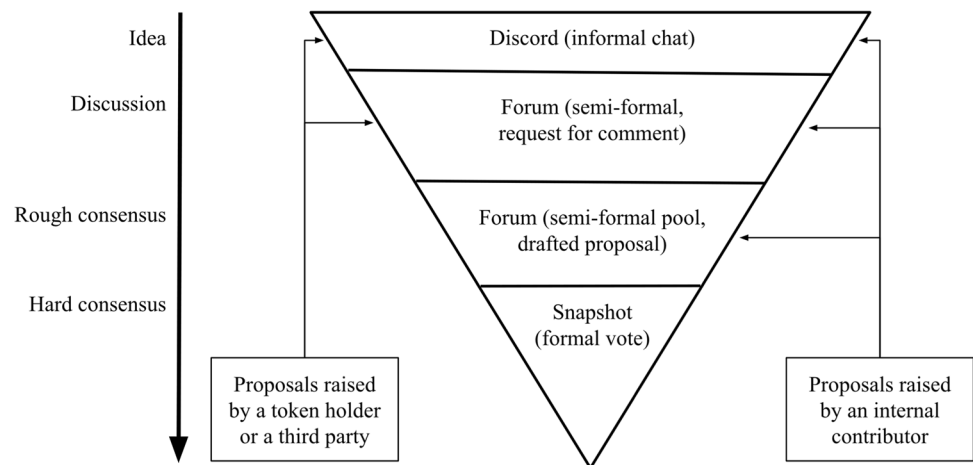 Idea
Discord (informal chat)
Discussion
Forum (semi-formal,
request for comment)
Rough consensus
Forum (semi-formal pool,
drafted proposal)
Hard consensus
Snapshot
(formal vote)
Proposals raised
by a token holder
or a third party
Proposals raised
by an internal
contributor